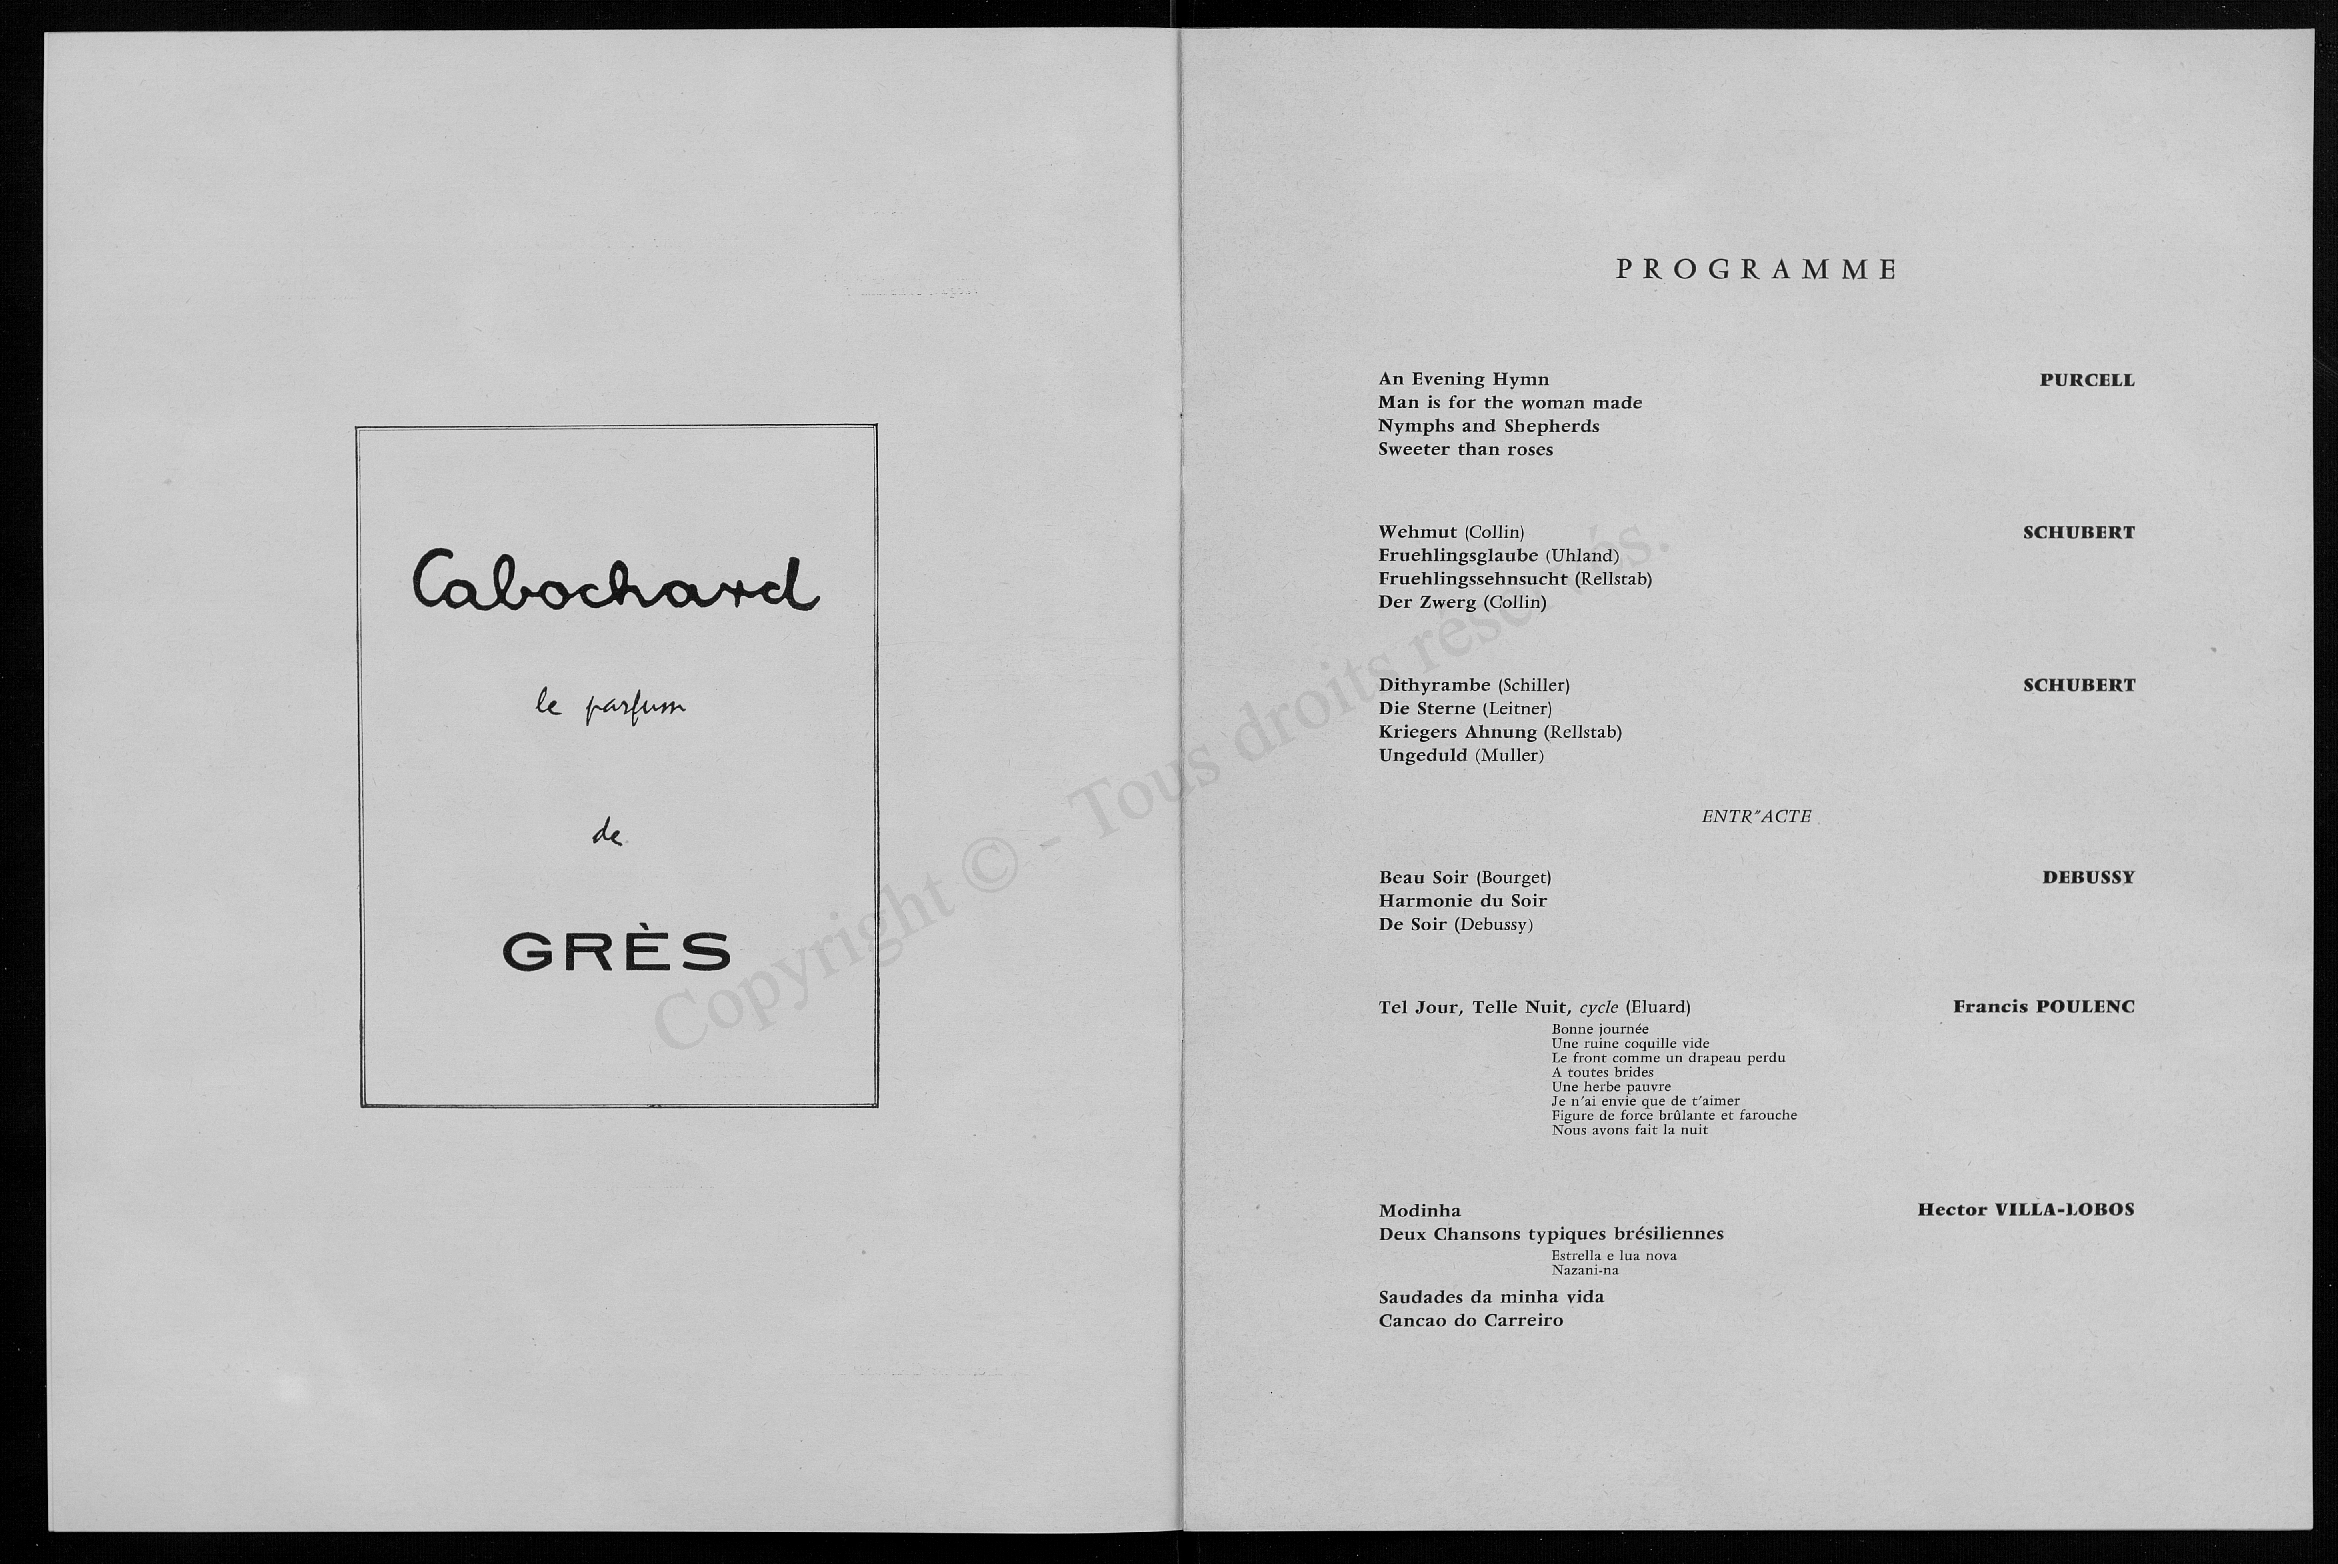 Cabochard
le parfum
de
GRÈS
PROGRAMME
An Evening Hymn PURCELL
Man is for the woman made
Nymphs and Shepherds
Sweeter than roses
Wehmut (Collin) SCHUBERT
Fruehlingsglaube (Uhland)
Fruehlingssehnsucht (Rellstab)
Der Zwerg (Collin)
Dithyrambe (Schiller) SCHUBERT
Die Sterne (Leitner)
Kriegers Ahnung (Rellstab)
Ungeduld (Muller)
ENTR"ACTE
Beau Soir (Bourget) DEBUSSY
Harmonie du Soir
De Soir (Debussy)
Tel Jour, Telle Nuit, cycle (Eluard) Francis POULENC
Bonne journée
Une ruine coquille vide
Le front comme un drapeau perdu
A toutes brides
Une herbe pauvre
Je n'ai envie que de t'aimer
Figure de force brûlante et farouche
Nous avons fait la nuit
Modinha Hector VILLA-LOBOS
Deux Chansons typiques brésiliennes
Estrella e lua nova
Nazani-na
Saudades da minha vida
Cancao do Carreiro
Copyright © - Tous droits réservés.